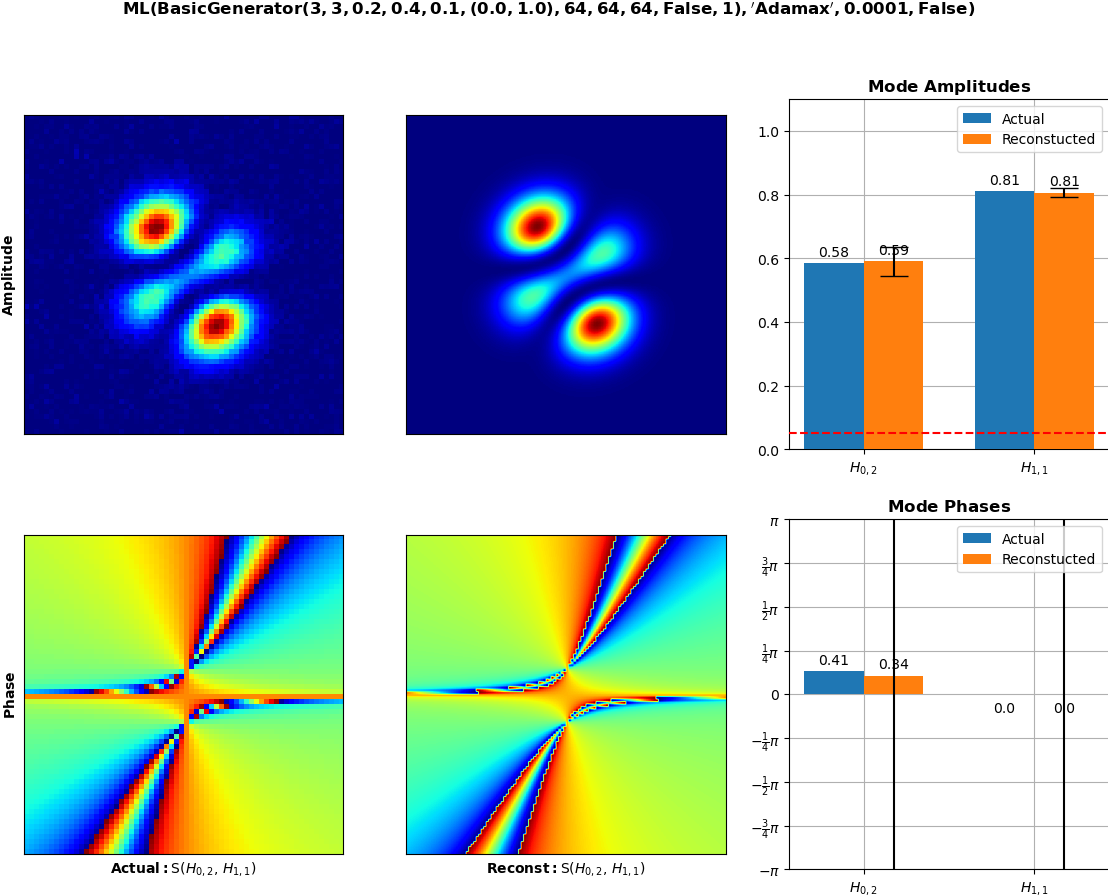 ML(BasicGenerator(3, 3, 0.2, 0.4, 0.1, (0.0, 1.0), 64, 64, 64, False, 1), 'Adamax', 0.0001, False)
Amplitude
Mode Amplitudes
Actual
Reconstucted
1.0
0.8
0.6
0.4
0.2
0.0
0.58
0.59
0.81
0.81
H0, 2
H1, 1
Phase
Actual: S(H0, 2, H1, 1)
Reconst: S(H0, 2, H1, 1)
Mode Phases
Actual
Reconstucted
π
3/4π
1/2π
1/4π
0
−1/4π
−1/2π
−3/4π
−π
0.41
0.34
0.0
0.0
H0, 2
H1, 1